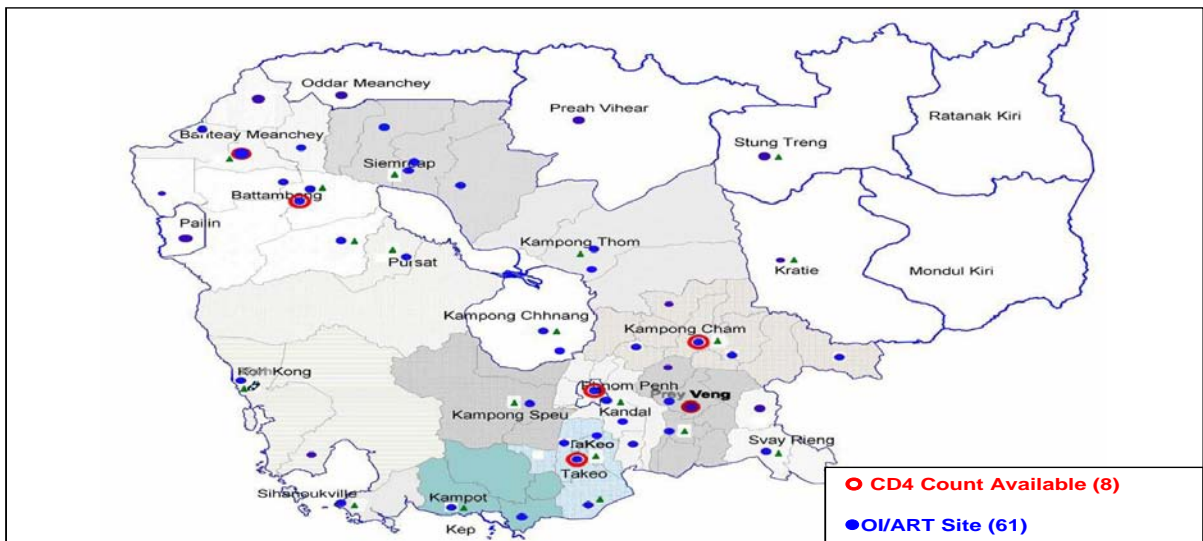 Oddar Meanchey
Preah Vihear
Ratanak Kiri
Banteay Meanchey
Stung Treng
Siemreap
Battambong
Pailin
Kampong Thom
Pursat
Kratie
Mondul Kiri
Kampong Chhnang
Kampong Cham
Koh Kong
Phnom Penh
Prey Veng
Kampong Speu
Kandal
TaKeo
Svay Rieng
Takeo
Sihanoukville
Kampot
Kep
CD4 Count Available (8)
OI/ART Site (61)